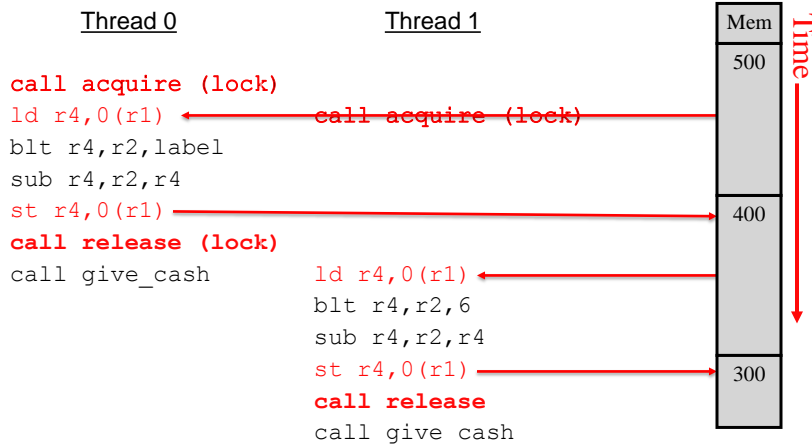 Thread 0
Thread 1
Mem
Time
500
call acquire (lock)
ld r4,0(r1)
call acquire (lock)
blt r4,r2,label
sub r4,r2,r4
st r4,0(r1)
400
call release (lock)
call give_cash
ld r4,0(r1)
blt r4,r2,6
sub r4,r2,r4
st r4,0(r1)
300
call release
call give cash